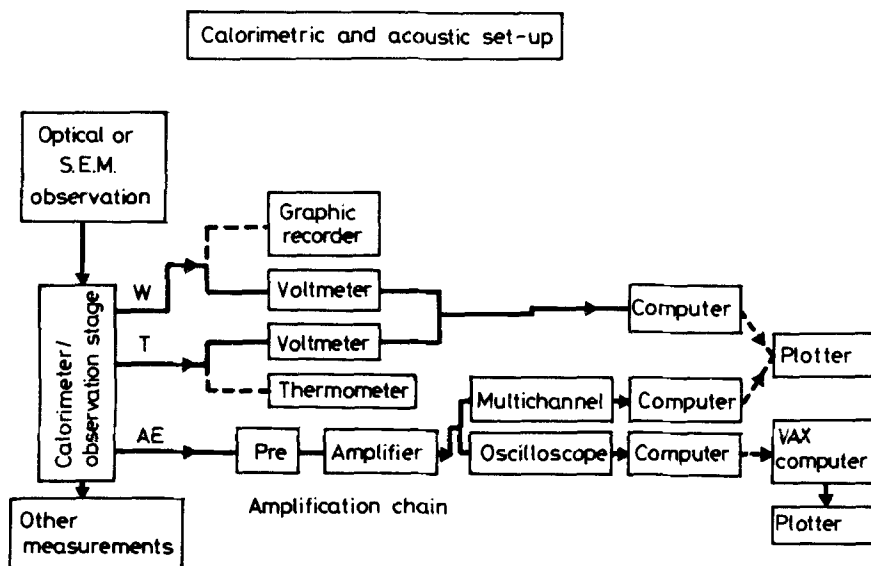 Calorimetric and acoustic set-up
Optical or
S.E.M.
observation
Graphic
recorder
W
Voltmeter
Computer
T
Voltmeter
Plotter
Calorimeter/
observation stage
Thermometer
Multichannel
Computer
AE
Pre
Amplifier
Oscilloscope
Computer
VAX
computer
Amplification chain
Other
measurements
Plotter